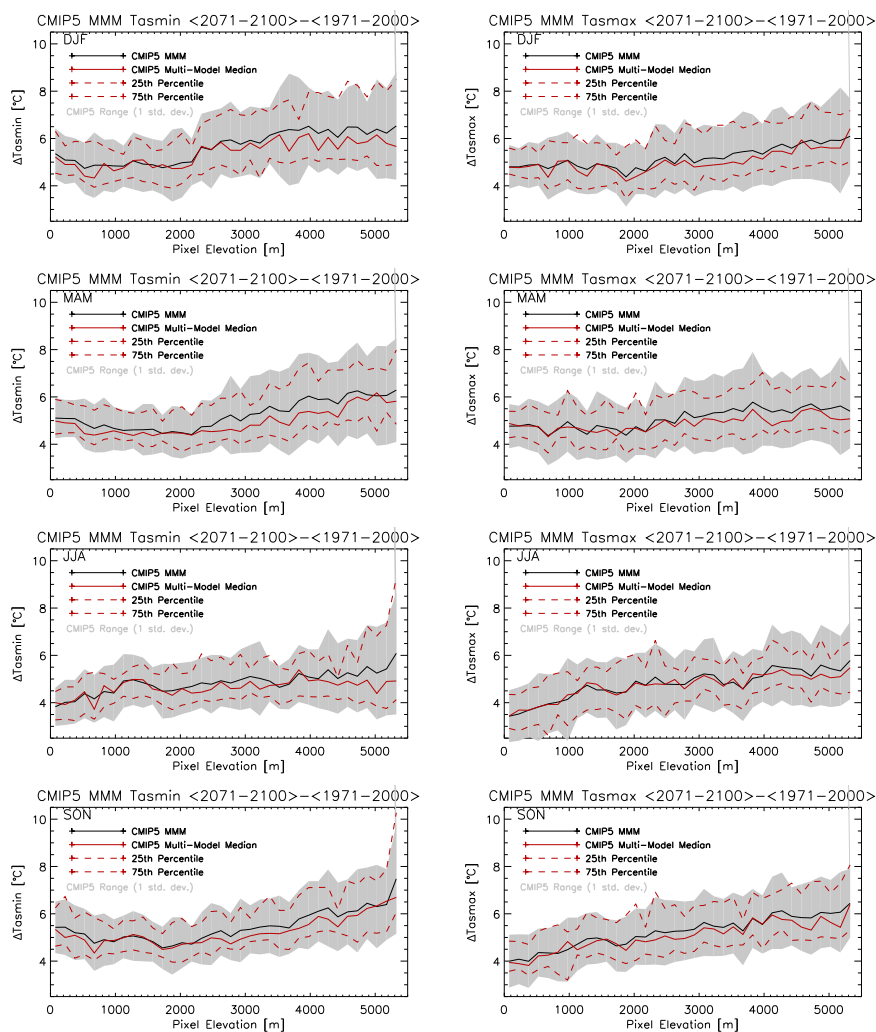 CMIP5 MMM Tasmin <2071-2100>-<1971-2000>
DJF
CMIP5 MMM
CMIP5 Multi-Model Median
25th Percentile
75th Percentile
CMIP5 Range (1 std. dev.)
ΔTasmin [°C]
10
8
6
4
0 1000 2000 3000 4000 5000
Pixel Elevation [m]
CMIP5 MMM Tasmax <2071-2100>-<1971-2000>
DJF
CMIP5 MMM
CMIP5 Multi-Model Median
25th Percentile
75th Percentile
CMIP5 Range (1 std. dev.)
ΔTasmax [°C]
10
8
6
4
0 1000 2000 3000 4000 5000
Pixel Elevation [m]
CMIP5 MMM Tasmin <2071-2100>-<1971-2000>
MAM
CMIP5 MMM
CMIP5 Multi-Model Median
25th Percentile
75th Percentile
CMIP5 Range (1 std. dev.)
ΔTasmin [°C]
10
8
6
4
0 1000 2000 3000 4000 5000
Pixel Elevation [m]
CMIP5 MMM Tasmax <2071-2100>-<1971-2000>
MAM
CMIP5 MMM
CMIP5 Multi-Model Median
25th Percentile
75th Percentile
CMIP5 Range (1 std. dev.)
ΔTasmax [°C]
10
8
6
4
0 1000 2000 3000 4000 5000
Pixel Elevation [m]
CMIP5 MMM Tasmin <2071-2100>-<1971-2000>
JJA
CMIP5 MMM
CMIP5 Multi-Model Median
25th Percentile
75th Percentile
CMIP5 Range (1 std. dev.)
ΔTasmin [°C]
10
8
6
4
0 1000 2000 3000 4000 5000
Pixel Elevation [m]
CMIP5 MMM Tasmax <2071-2100>-<1971-2000>
JJA
CMIP5 MMM
CMIP5 Multi-Model Median
25th Percentile
75th Percentile
CMIP5 Range (1 std. dev.)
ΔTasmax [°C]
10
8
6
4
0 1000 2000 3000 4000 5000
Pixel Elevation [m]
CMIP5 MMM Tasmin <2071-2100>-<1971-2000>
SON
CMIP5 MMM
CMIP5 Multi-Model Median
25th Percentile
75th Percentile
CMIP5 Range (1 std. dev.)
ΔTasmin [°C]
10
8
6
4
0 1000 2000 3000 4000 5000
Pixel Elevation [m]
CMIP5 MMM Tasmax <2071-2100>-<1971-2000>
SON
CMIP5 MMM
CMIP5 Multi-Model Median
25th Percentile
75th Percentile
CMIP5 Range (1 std. dev.)
ΔTasmax [°C]
10
8
6
4
0 1000 2000 3000 4000 5000
Pixel Elevation [m]